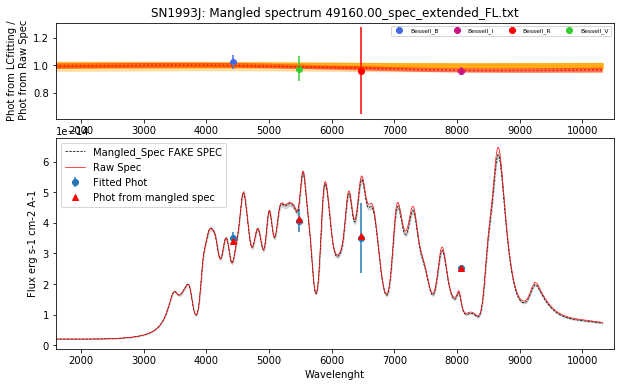 SN1993J: Mangled spectrum 49160.00_spec_extended_FL.txt
Phot from LCfitting /
Phot from Raw Spec
1.2
1.0
0.8
Bessell_B
Bessell_I
Bessell_R
Bessell_V
2000 3000 4000 5000 6000 7000 8000 9000 10000
Flux erg s-1 cm-2 A-1
6
5
4
3
2
1
0
Mangled_Spec FAKE SPEC
Raw Spec
Fitted Phot
Phot from mangled spec
2000 3000 4000 5000 6000 7000 8000 9000 10000
Wavelenght